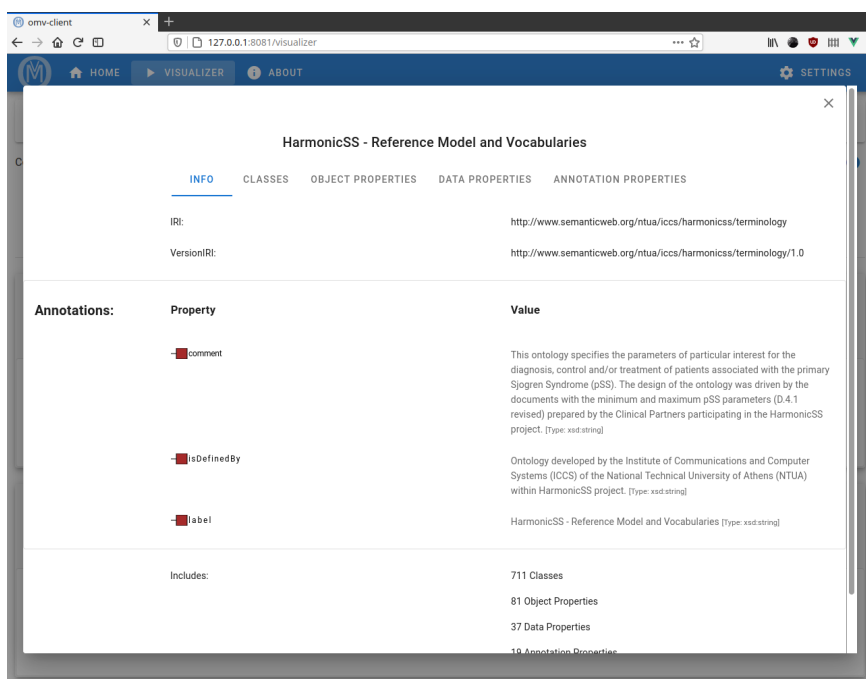 omv-client
127.0.0.1:8081/visualizer
HOME
VISUALIZER
ABOUT
SETTINGS
HarmonicSS - Reference Model and Vocabularies
INFO CLASSES OBJECT PROPERTIES DATA PROPERTIES ANNOTATION PROPERTIES
IRI: http://www.semanticweb.org/ntua/iccs/harmonicss/terminology
VersionIRI: http://www.semanticweb.org/ntua/iccs/harmonicss/terminology/1.0
Annotations: Property Value
comment
This ontology specifies the parameters of particular interest for the
diagnosis, control and/or treatment of patients associated with the primary
Sjogren Syndrome (pSS). The design of the ontology was driven by the
documents with the minimum and maximum pSS parameters (D.4.1
revised) prepared by the Clinical Partners participating in the HarmonicSS
project. [Type: xsd:string]
isDefinedBy
Ontology developed by the Institute of Communications and Computer
Systems (ICCS) of the National Technical University of Athens (NTUA)
within HarmonicSS project. [Type: xsd:string]
label
HarmonicSS - Reference Model and Vocabularies [Type: xsd:string]
Includes: 711 Classes
81 Object Properties
37 Data Properties
19 Annotation Properties